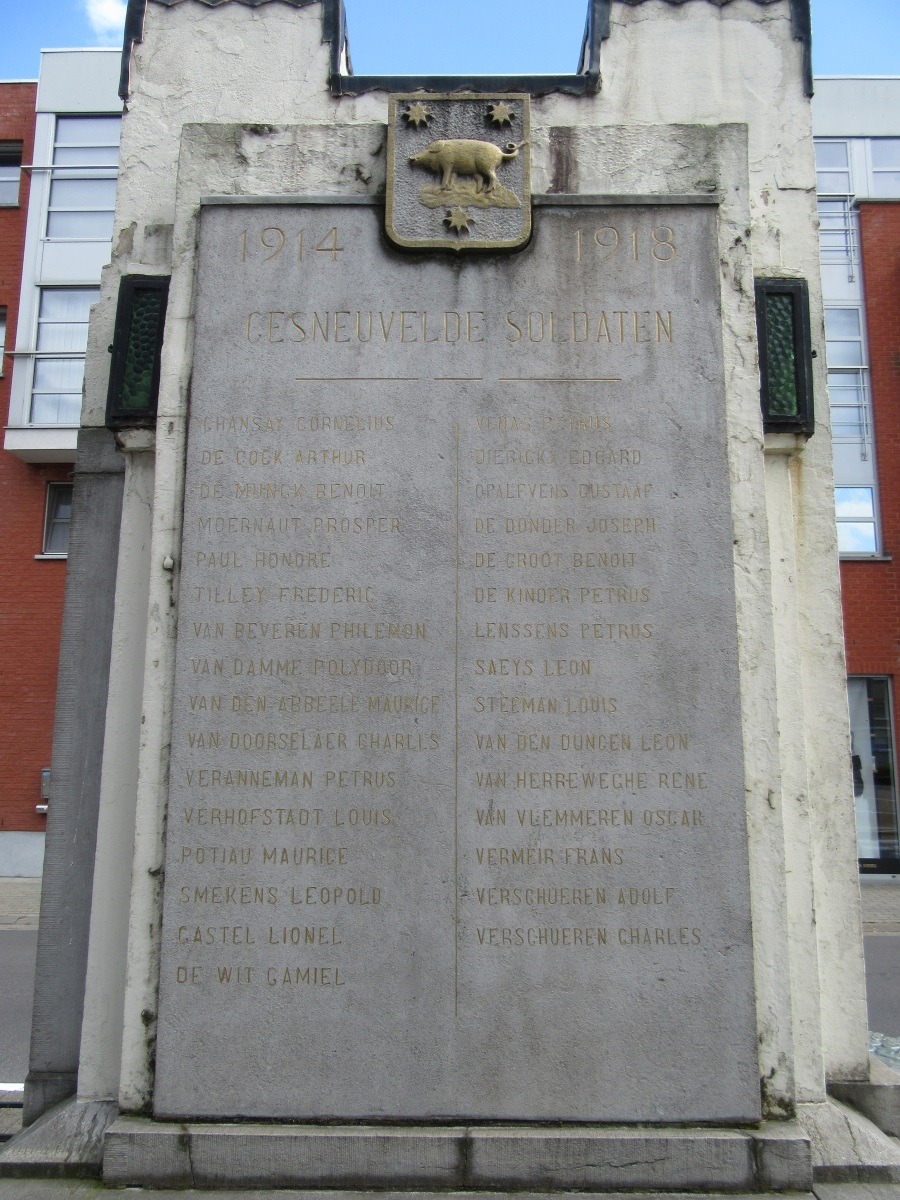 1914 1918
GESNEUVELDE SOLDATEN
GHANSAY CORNELIUS
DE COCK ARTHUR
DE MUNCK BENOIT
MOERNAUT PROSPER
PAUL HONORE
TILLEY FREDERIC
VAN BEVEREN PHILEMON
VAN DAMME POLYDOOR
VAN DEN ABBEELE MAURICE
VAN DOORSELAER CHARLES
VERANNEMAN PETRUS
VERHOFSTADT LOUIS
POTIAU MAURICE
SMEKENS LEOPOLD
GASTEL LIONEL
DE WIT CAMIEL
PETRUS
DIERICKX EDGARD
OPALFVENS GUSTAAF
DE DONDER JOSEPH
DE GROOT BENOIT
DE KINDER PETRUS
LENSSENS PETRUS
SAEYS LEON
STEEMAN LOUIS
VAN DEN DUNGEN LEON
VAN HERREWEGHE RENE
VAN VLEMMEREN OSCAR
VERMEIR FRANS
VERSCHUEREN ADOLF
VERSCHUEREN CHARLES